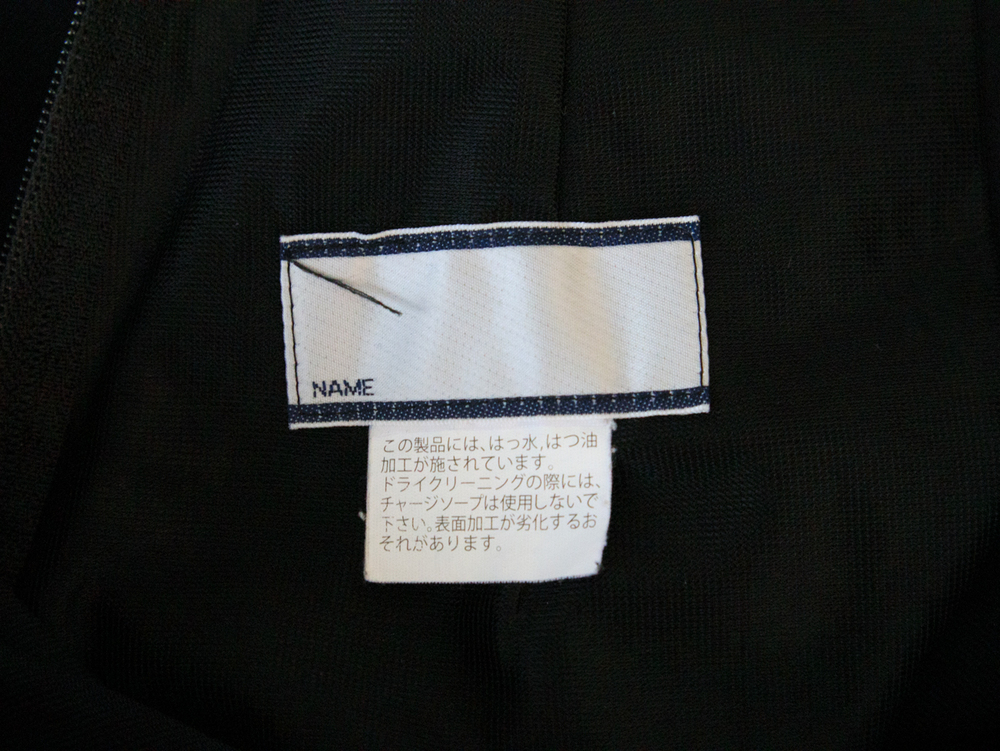 NAME
この製品には、はっ水,はつ油
加工が施されています。
ドライクリーニングの際には、
チャージソープは使用しないで
下さい。表面加工が劣化するお
それがあります。